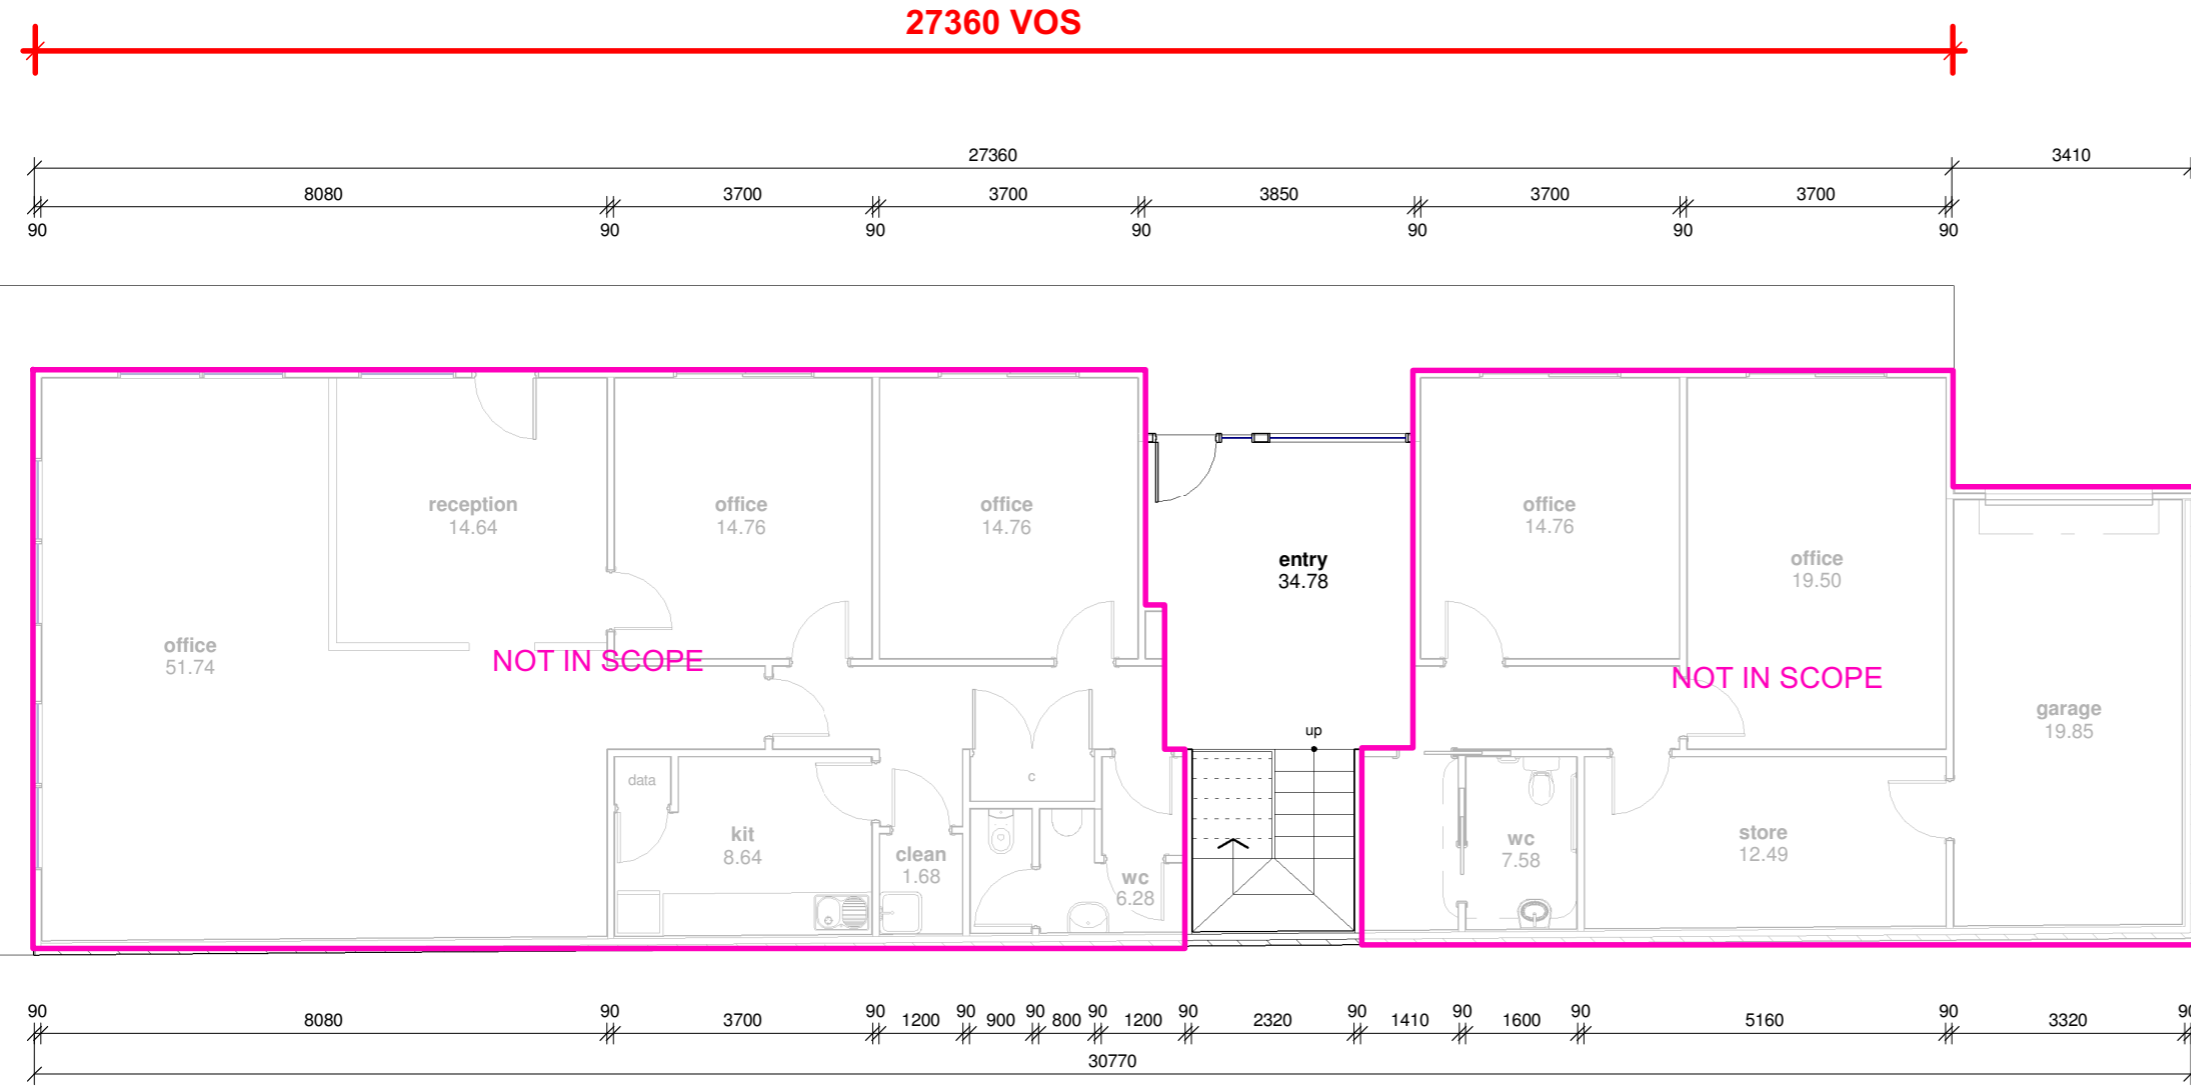 27360 VOS
27360
3410
8080
3700
3700
3850
3700
3700
90
90
90
90
90
90
90
reception
14.64
office
14.76
office
14.76
office
14.76
entry
34.78
office
19.50
office
51.74
NOT IN SCOPE
NOT IN SCOPE
garage
19.85
up
data
c
kit
8.64
clean
1.68
wc
6.28
wc
7.58
store
12.49
90
90
90
90
90
90
90
90
90
90
90
90
8080
3700
1200
900
800
1200
2320
1410
1600
5160
3320
30770